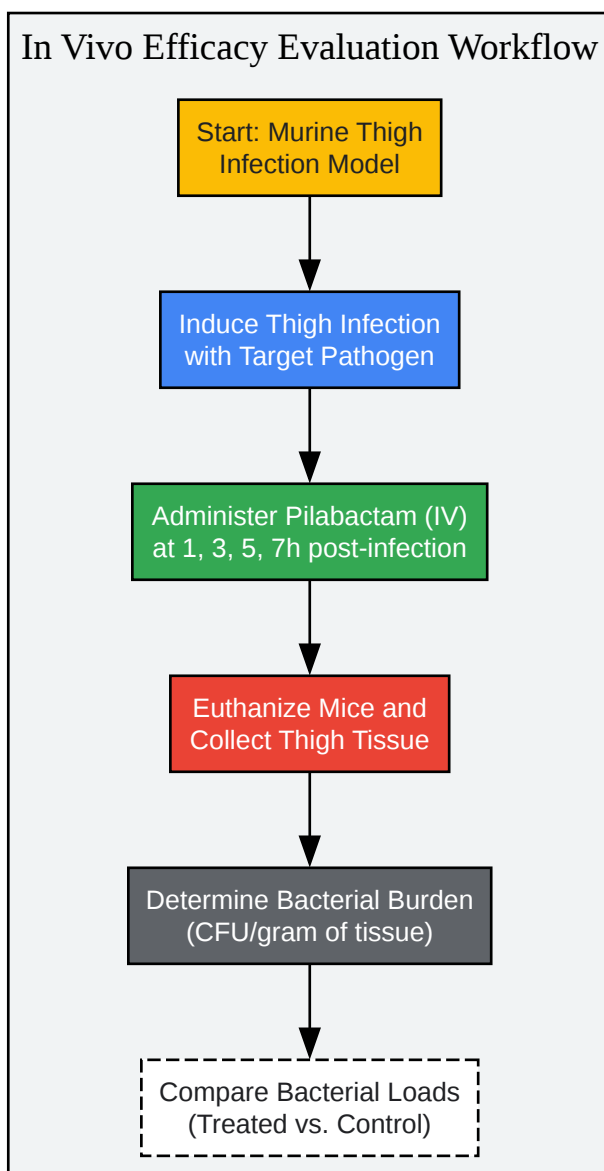 In Vivo Efficacy Evaluation Workflow
Start: Murine Thigh
Infection Model
Induce Thigh Infection
with Target Pathogen
Administer Pilabactam (IV)
at 1, 3, 5, 7h post-infection
Euthanize Mice and
Collect Thigh Tissue
Determine Bacterial Burden
(CFU/gram of tissue)
Compare Bacterial Loads
(Treated vs. Control)